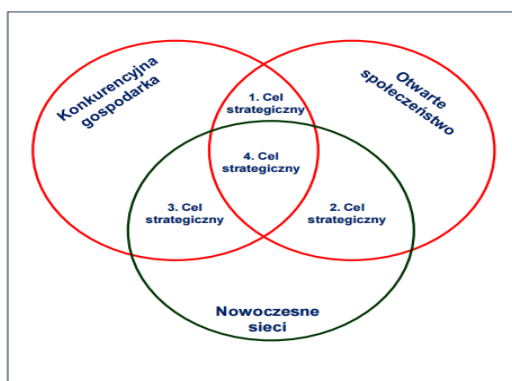 Konkurencyjna
gospodarka
Otwarte
społeczeństwo
1. Cel
strategiczny
4. Cel
strategiczny
3. Cel
strategiczny
2. Cel
strategiczny
Nowoczesne
sieci